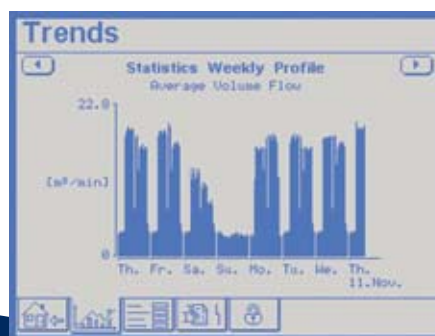 Trends
Statistics Weekly Profile
Average Volume Flow
22.0
[m³/min]
0
Th. Fr. Sa. Su. Mo. Tu. We. Th.
11.Nov.